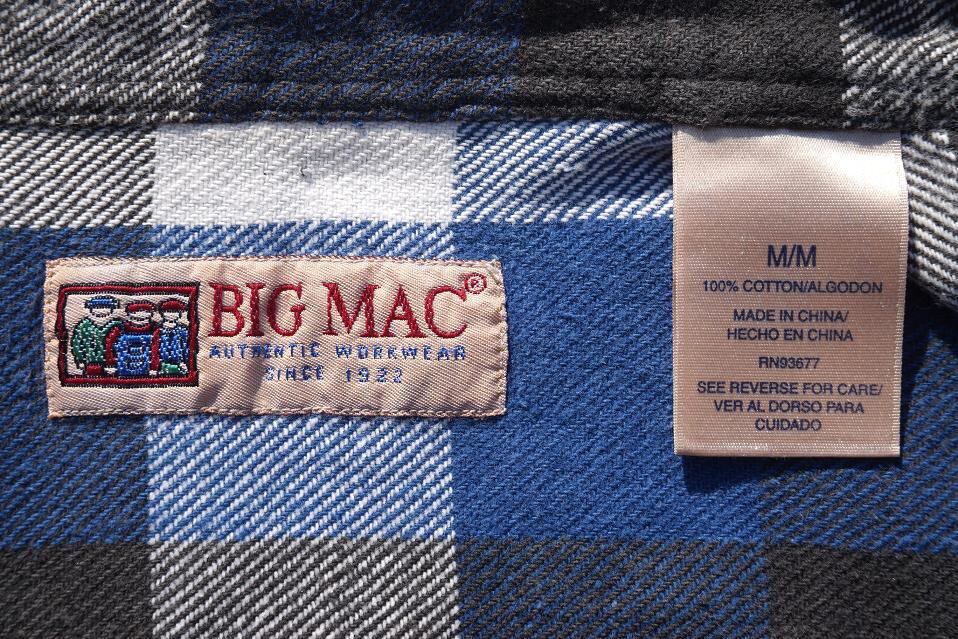 BIG MAC®
AUTHENTIC WORKWEAR
SINCE 1922
M/M
100% COTTON/ALGODON
MADE IN CHINA/
HECHO EN CHINA
RN93677
SEE REVERSE FOR CARE/
VER AL DORSO PARA
CUIDADO